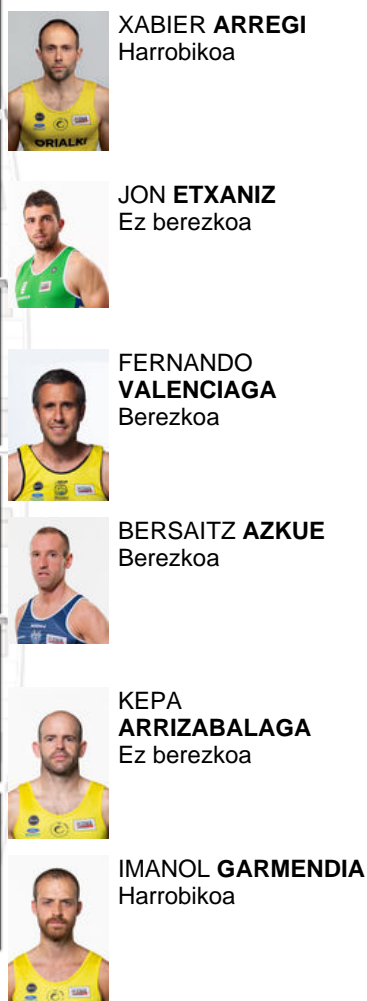 XABIER ARREGI
Harrobikoa
ORIALKI
JON ETXANIZ
Ez berezkoa
FERNANDO
VALENCIAGA
Berezkoa
BERSAITZ AZKUE
Berezkoa
KEPA
ARRIZABALAGA
Ez berezkoa
IMANOL GARMENDIA
Harrobikoa